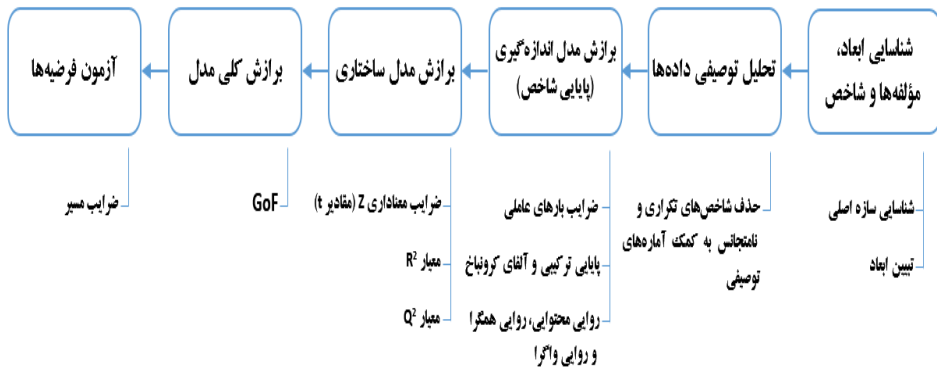 شناسایی ابعاد،
مؤلفه‌ها و شاخص
تحلیل توصیفی داده‌ها
برازش مدل اندازه‌گیری
(پایایی شاخص)
برازش مدل ساختاری
برازش کلی مدل
آزمون فرضیه‌ها
شناسایی سازه اصلی
تبیین ابعاد
حذف شاخص‌های تکراری و
نامتجانس به کمک آماره‌های
توصیفی
ضرایب بارهای عاملی
پایایی ترکیبی و آلفای کرونباخ
روایی محتوایی، روایی همگرا
و روایی واگرا
ضرایب معناداری Z (مقادیر t)
معیار R²
معیار Q²
GoF
ضرایب مسیر